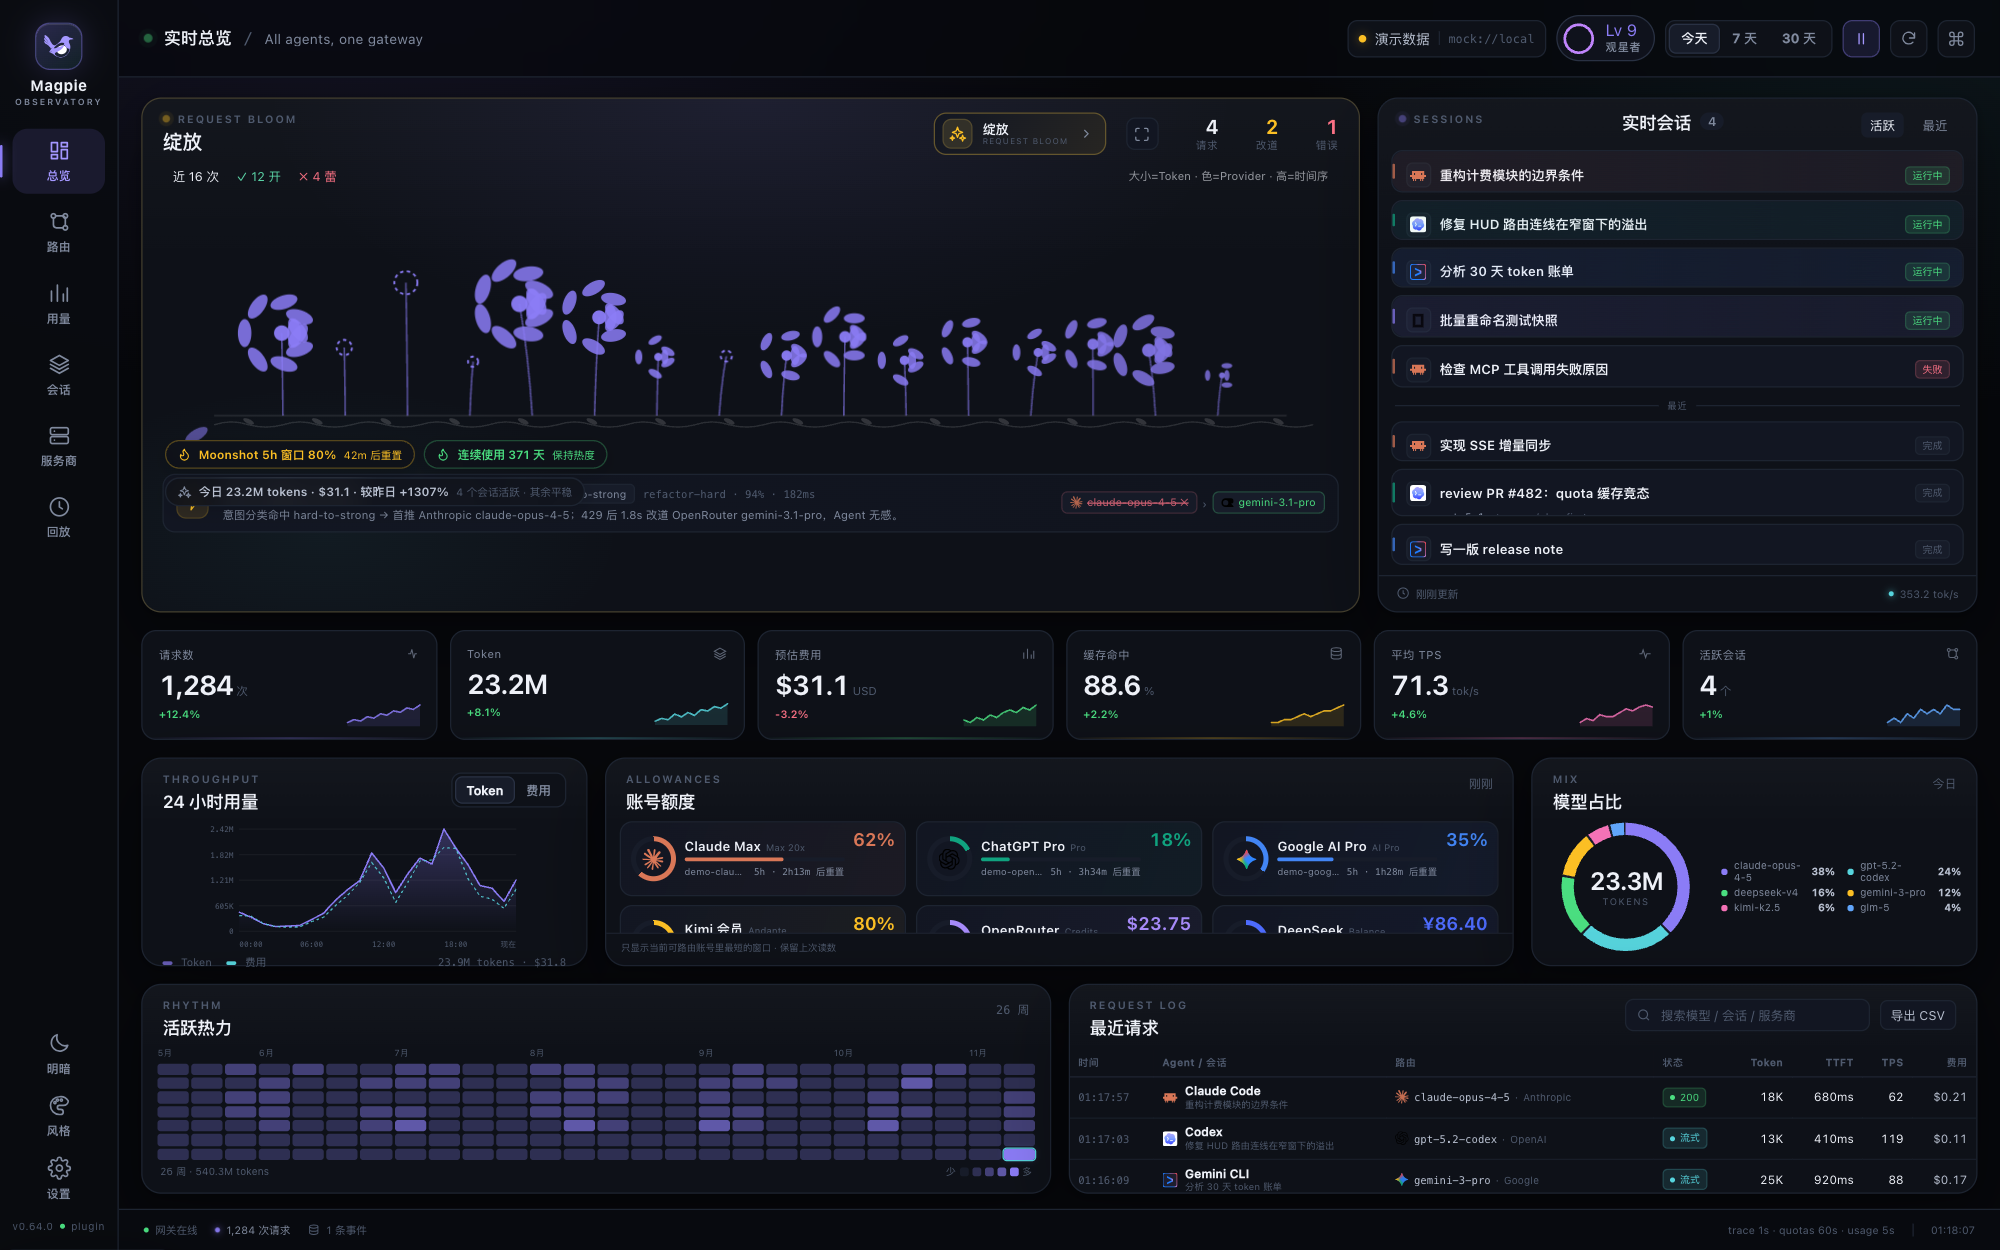 Magpie
OBSERVATORY
总览
路由
用量
会话
服务商
回放
明暗
风格
设置
v0.64.0 plugin
实时总览 / All agents, one gateway
演示数据 mock://local
Lv 9
观星者
今天 7 天 30 天
REQUEST BLOOM
绽放
绽放
REQUEST BLOOM
4 请求
2 改道
1 错误
近 16 次 ✓ 12 开 × 4 蕾
大小=Token · 色=Provider · 高=时间序
Moonshot 5h 窗口 80% 42m 后重置
连续使用 371 天 保持热度
今日 23.2M tokens · $31.1 · 较昨日 +1307% 4 个会话活跃 · 其余平稳
o-strong refactor-hard · 94% · 182ms
意图分类命中 hard-to-strong → 首推 Anthropic claude-opus-4-5；429 后 1.8s 改道 OpenRouter gemini-3.1-pro，Agent 无感。
claude-opus-4-5 × › gemini-3.1-pro
SESSIONS
实时会话 4
活跃 最近
重构计费模块的边界条件 运行中
修复 HUD 路由连线在窄窗下的溢出 运行中
分析 30 天 token 账单 运行中
批量重命名测试快照 运行中
检查 MCP 工具调用失败原因 失败
最近
实现 SSE 增量同步 完成
review PR #482：quota 缓存竞态 完成
写一版 release note 完成
刚刚更新 353.2 tok/s
请求数
1,284 次
+12.4%
Token
23.2M
+8.1%
预估费用
$31.1 USD
-3.2%
缓存命中
88.6 %
+2.2%
平均 TPS
71.3 tok/s
+4.6%
活跃会话
4 个
+1%
THROUGHPUT
24 小时用量
Token 费用
2.42M
1.82M
1.21M
605K
0
00:00 06:00 12:00 18:00 现在
Token 费用 23.9M tokens · $31.8
ALLOWANCES
账号额度
刚刚
Claude Max Max 20x 62%
demo-clau… 5h · 2h13m 后重置
ChatGPT Pro Pro 18%
demo-open… 5h · 3h34m 后重置
Google AI Pro AI Pro 35%
demo-goog… 5h · 1h28m 后重置
Kimi 会员 Andante 80%
OpenRouter Credits $23.75
DeepSeek Balance ¥86.40
只显示当前可路由账号里最短的窗口 · 保留上次读数
MIX
模型占比
今日
23.3M
TOKENS
claude-opus-4-5 38%
gpt-5.2-codex 24%
deepseek-v4 16%
gemini-3-pro 12%
kimi-k2.5 6%
glm-5 4%
RHYTHM
活跃热力
26 周
5月 6月 7月 8月 9月 10月 11月
26 周 · 540.3M tokens
少 多
REQUEST LOG
最近请求
搜索模型 / 会话 / 服务商
导出 CSV
时间 Agent / 会话 路由 状态 Token TTFT TPS 费用
01:17:57 Claude Code claude-opus-4-5 · Anthropic 200 18K 680ms 62 $0.21
重构计费模块的边界条件
01:17:03 Codex gpt-5.2-codex · OpenAI 流式 13K 410ms 119 $0.11
修复 HUD 路由连线在窄窗下的溢出
01:16:09 Gemini CLI gemini-3-pro · Google 流式 25K 920ms 88 $0.17
分析 30 天 token 账单
网关在线 1,284 次请求 1 条事件
trace 1s · quotas 60s · usage 5s 01:18:07